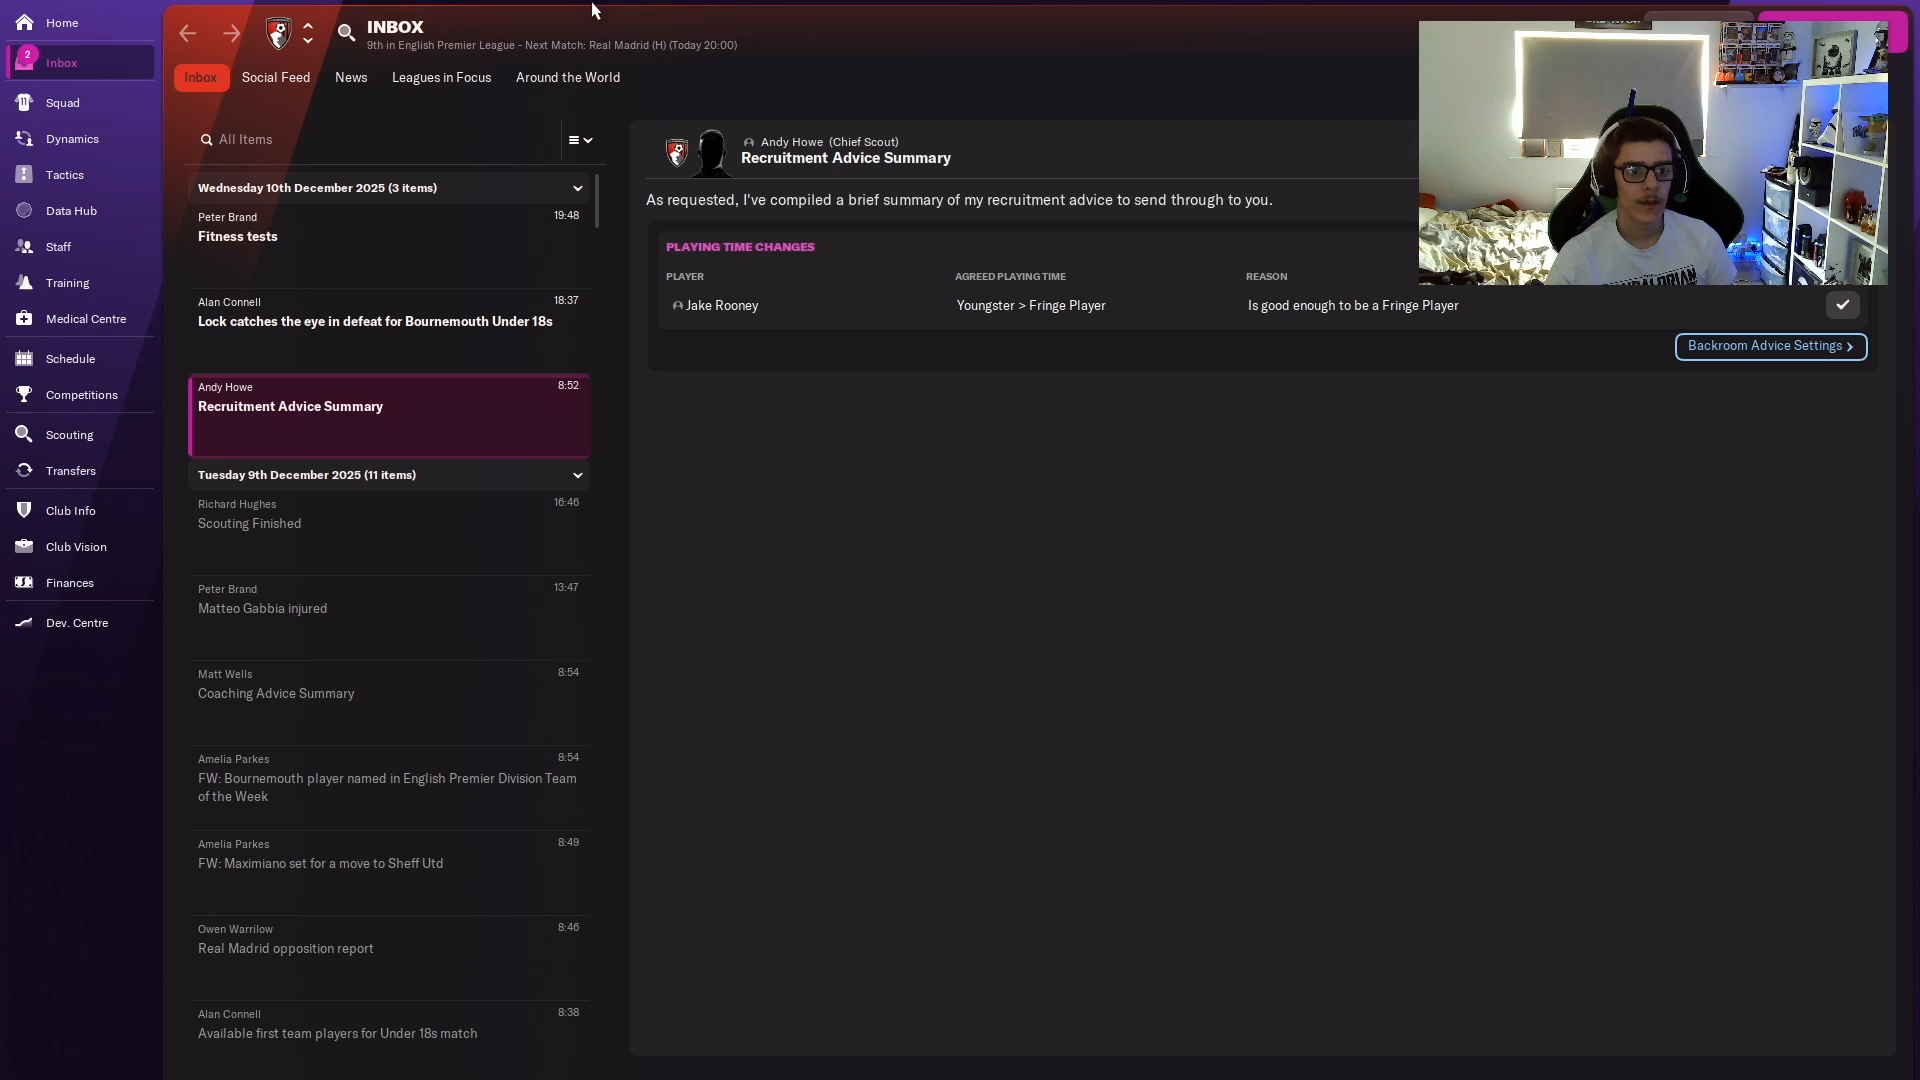 Home
2
Inbox
Squad
Dynamics
Tactics
Data Hub
Staff
Training
Medical Centre
Schedule
Competitions
Scouting
Transfers
Club Info
Club Vision
Finances
Dev. Centre
INBOX
9th in English Premier League - Next Match: Real Madrid (H) (Today 20:00)
Inbox Social Feed News Leagues in Focus Around the World
All Items
Wednesday 10th December 2025 (3 items)
Peter Brand 19:48
Fitness tests
Alan Connell 18:37
Lock catches the eye in defeat for Bournemouth Under 18s
Andy Howe 8:52
Recruitment Advice Summary
Tuesday 9th December 2025 (11 items)
Richard Hughes 16:46
Scouting Finished
Peter Brand 13:47
Matteo Gabbia injured
Matt Wells 8:54
Coaching Advice Summary
Amelia Parkes 8:54
FW: Bournemouth player named in English Premier Division Team
of the Week
Amelia Parkes 8:49
FW: Maximiano set for a move to Sheff Utd
Owen Warrilow 8:46
Real Madrid opposition report
Alan Connell 8:38
Available first team players for Under 18s match
Andy Howe (Chief Scout)
Recruitment Advice Summary
As requested, I've compiled a brief summary of my recruitment advice to send through to you.
PLAYING TIME CHANGES
PLAYER AGREED PLAYING TIME REASON
Jake Rooney Youngster > Fringe Player Is good enough to be a Fringe Player
Backroom Advice Settings >